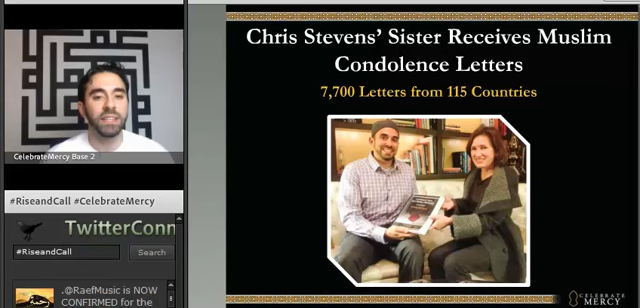 Chris Stevens' Sister Receives Muslim
Condolence Letters
7,700 Letters from 115 Countries
CelebrateMercy Base 2
#RiseandCall #CelebrateMercy
TwitterConn
#RiseandCall
Search
.@RaefMusic is NOW
CONFIRMED for the
CELEBRATE
MERCY